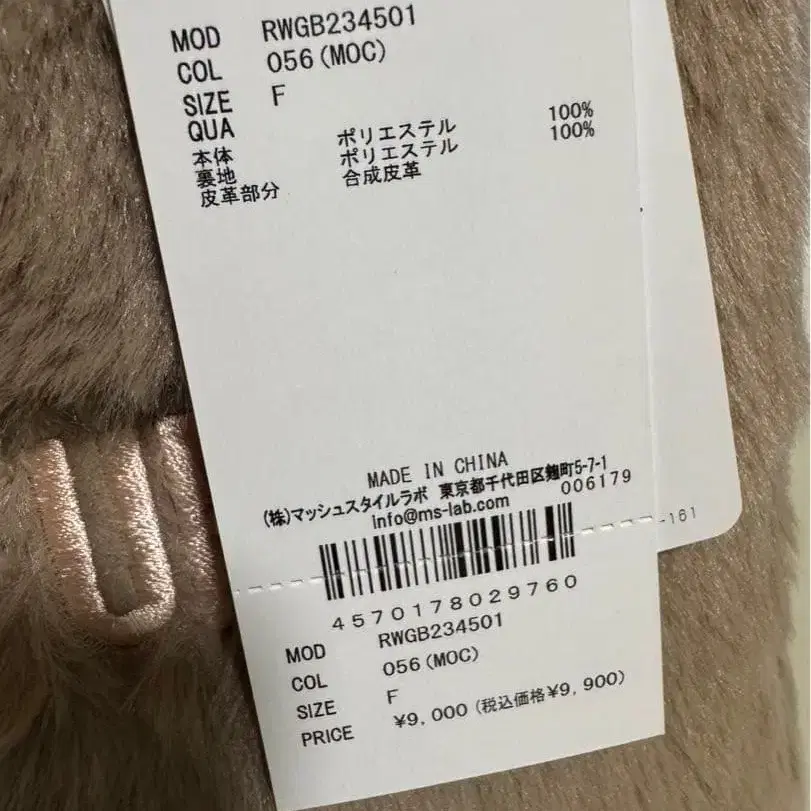 MOD RWGB234501
COL 056(MOC)
SIZE F
QUA
本体 ポリエステル 100%
裏地 ポリエステル 100%
皮革部分 合成皮革
MADE IN CHINA
(株)マッシュスタイルラボ 東京都千代田区麹町5-7-1
info@ms-lab.com 006179
-161
4570178029760
MOD RWGB234501
COL 056(MOC)
SIZE F
PRICE ¥9,000(税込価格¥9,900)